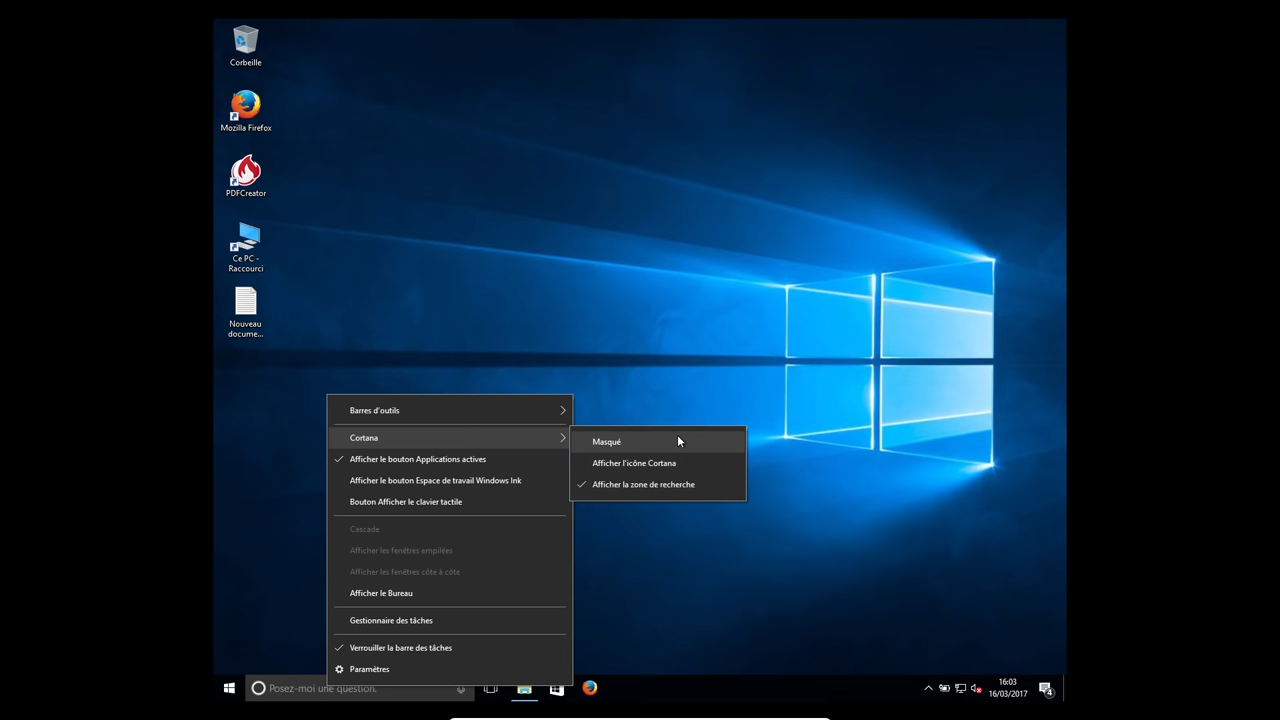 Corbeille
Mozilla Firefox
PDFCreator
Ce PC -
Raccourci
Nouveau
docume...
Barres d'outils
Cortana
Afficher le bouton Applications actives
Afficher le bouton Espace de travail Windows Ink
Bouton Afficher le clavier tactile
Cascade
Afficher les fenêtres empilées
Afficher les fenêtres côte à côte
Afficher le Bureau
Gestionnaire des tâches
Verrouiller la barre des tâches
Paramètres
Masqué
Afficher l'icône Cortana
Afficher la zone de recherche
Posez-moi une question.
16:03
16/03/2017
4